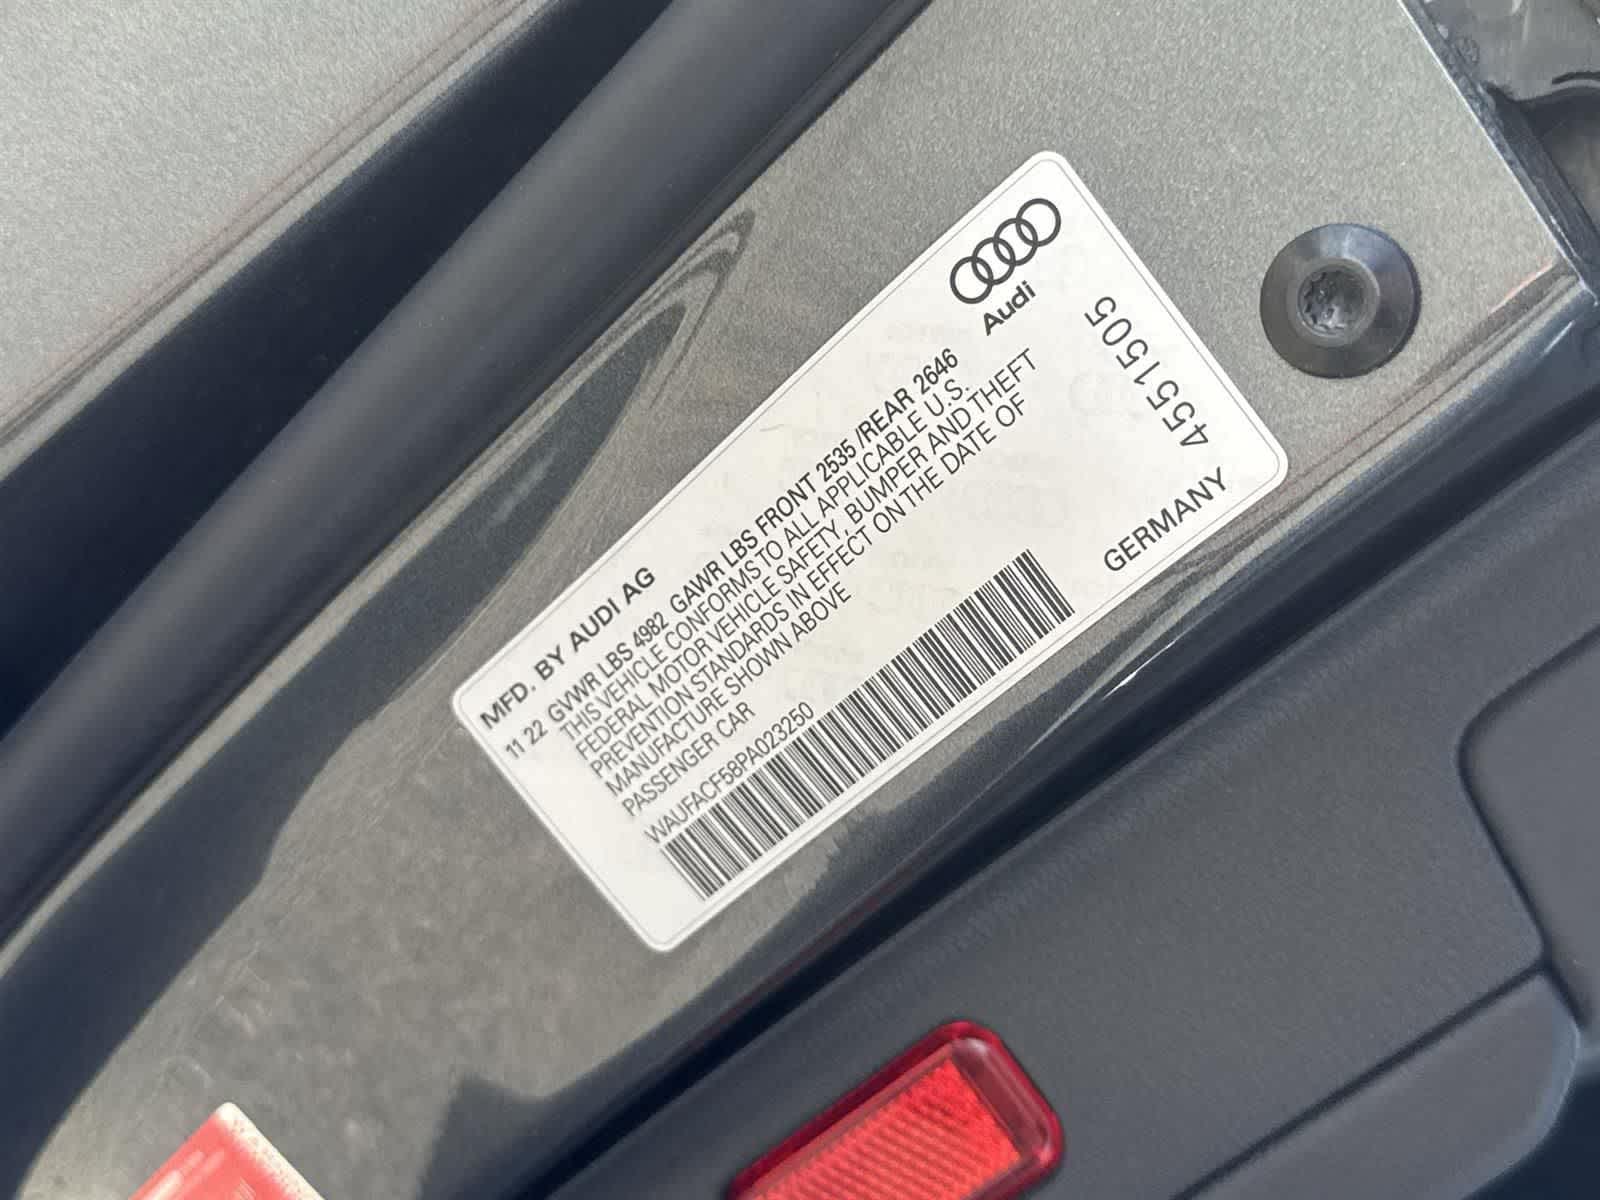 Audi
MFD. BY AUDI AG
11 22 GVWR LBS 4982 GAWR LBS FRONT 2535 /REAR 2646
THIS VEHICLE CONFORMS TO ALL APPLICABLE U.S.
FEDERAL MOTOR VEHICLE SAFETY, BUMPER AND THEFT
PREVENTION STANDARDS IN EFFECT ON THE DATE OF
MANUFACTURE SHOWN ABOVE
PASSENGER CAR
WAUFACF58PA023250
4551505
GERMANY